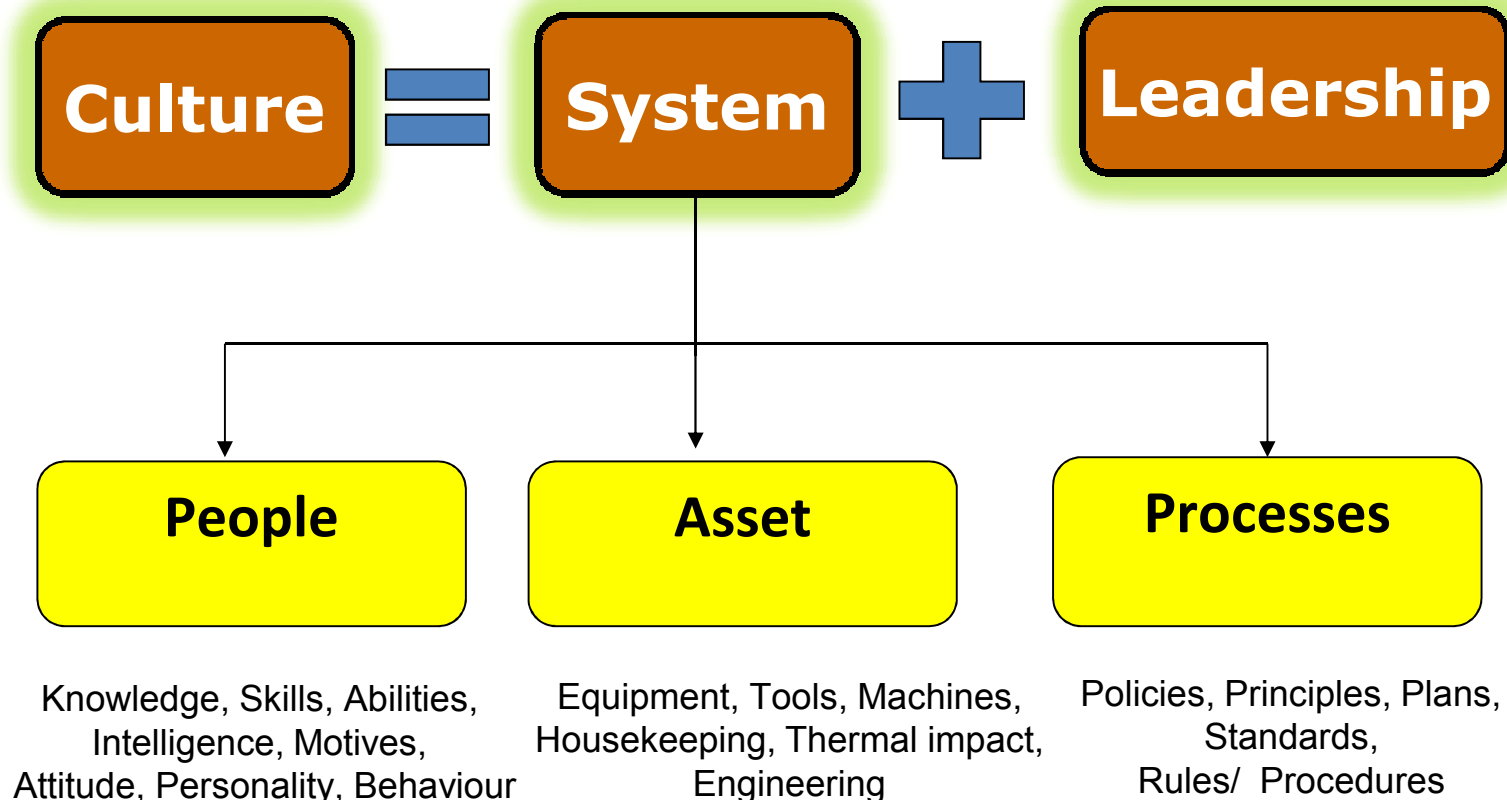 Culture
System
Leadership
People
Asset
Processes
Knowledge, Skills, Abilities,
Intelligence, Motives,
Attitude, Personality, Behaviour
Equipment, Tools, Machines,
Housekeeping, Thermal impact,
Engineering
Policies, Principles, Plans,
Standards,
Rules/ Procedures